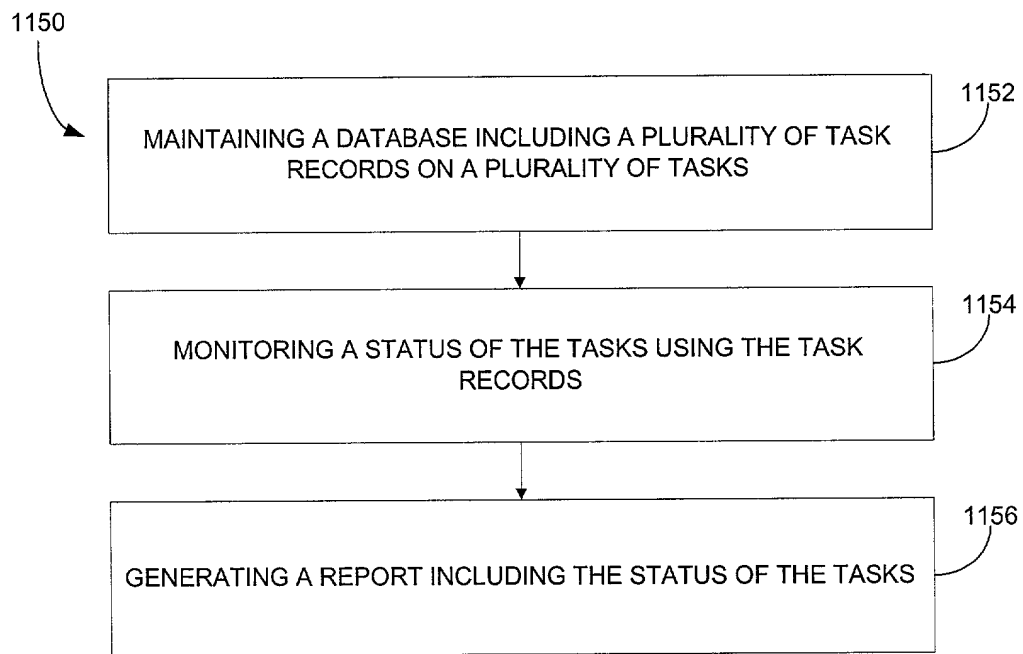 1150
1152
MAINTAINING A DATABASE INCLUDING A PLURALITY OF TASK
RECORDS ON A PLURALITY OF TASKS
1154
MONITORING A STATUS OF THE TASKS USING THE TASK
RECORDS
1156
GENERATING A REPORT INCLUDING THE STATUS OF THE TASKS